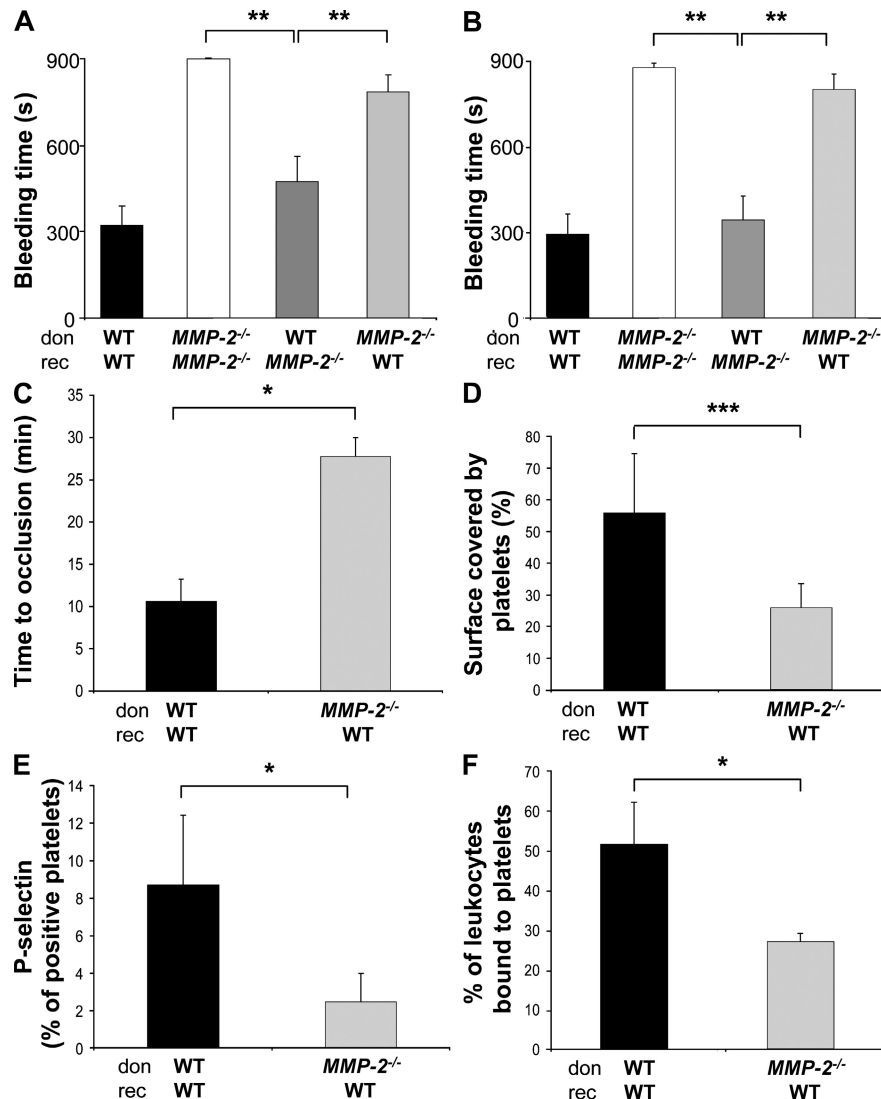 A
**
**
Bleeding time (s)
900
600
300
0
don WT MMP-2-/- WT MMP-2-/-
rec WT MMP-2-/- MMP-2-/- WT
B
**
**
Bleeding time (s)
900
600
300
0
don WT MMP-2-/- WT MMP-2-/-
rec WT MMP-2-/- MMP-2-/- WT
C
*
Time to occlusion (min)
35
30
25
20
15
10
5
0
don WT MMP-2-/-
rec WT WT
D
***
Surface covered by
platelets (%)
80
70
60
50
40
30
20
10
0
don WT MMP-2-/-
rec WT WT
E
*
P-selectin
(% of positive platelets)
14
12
10
8
6
4
2
0
don WT MMP-2-/-
rec WT WT
F
*
% of leukocytes
bound to platelets
70
60
50
40
30
20
10
0
don WT MMP-2-/-
rec WT WT